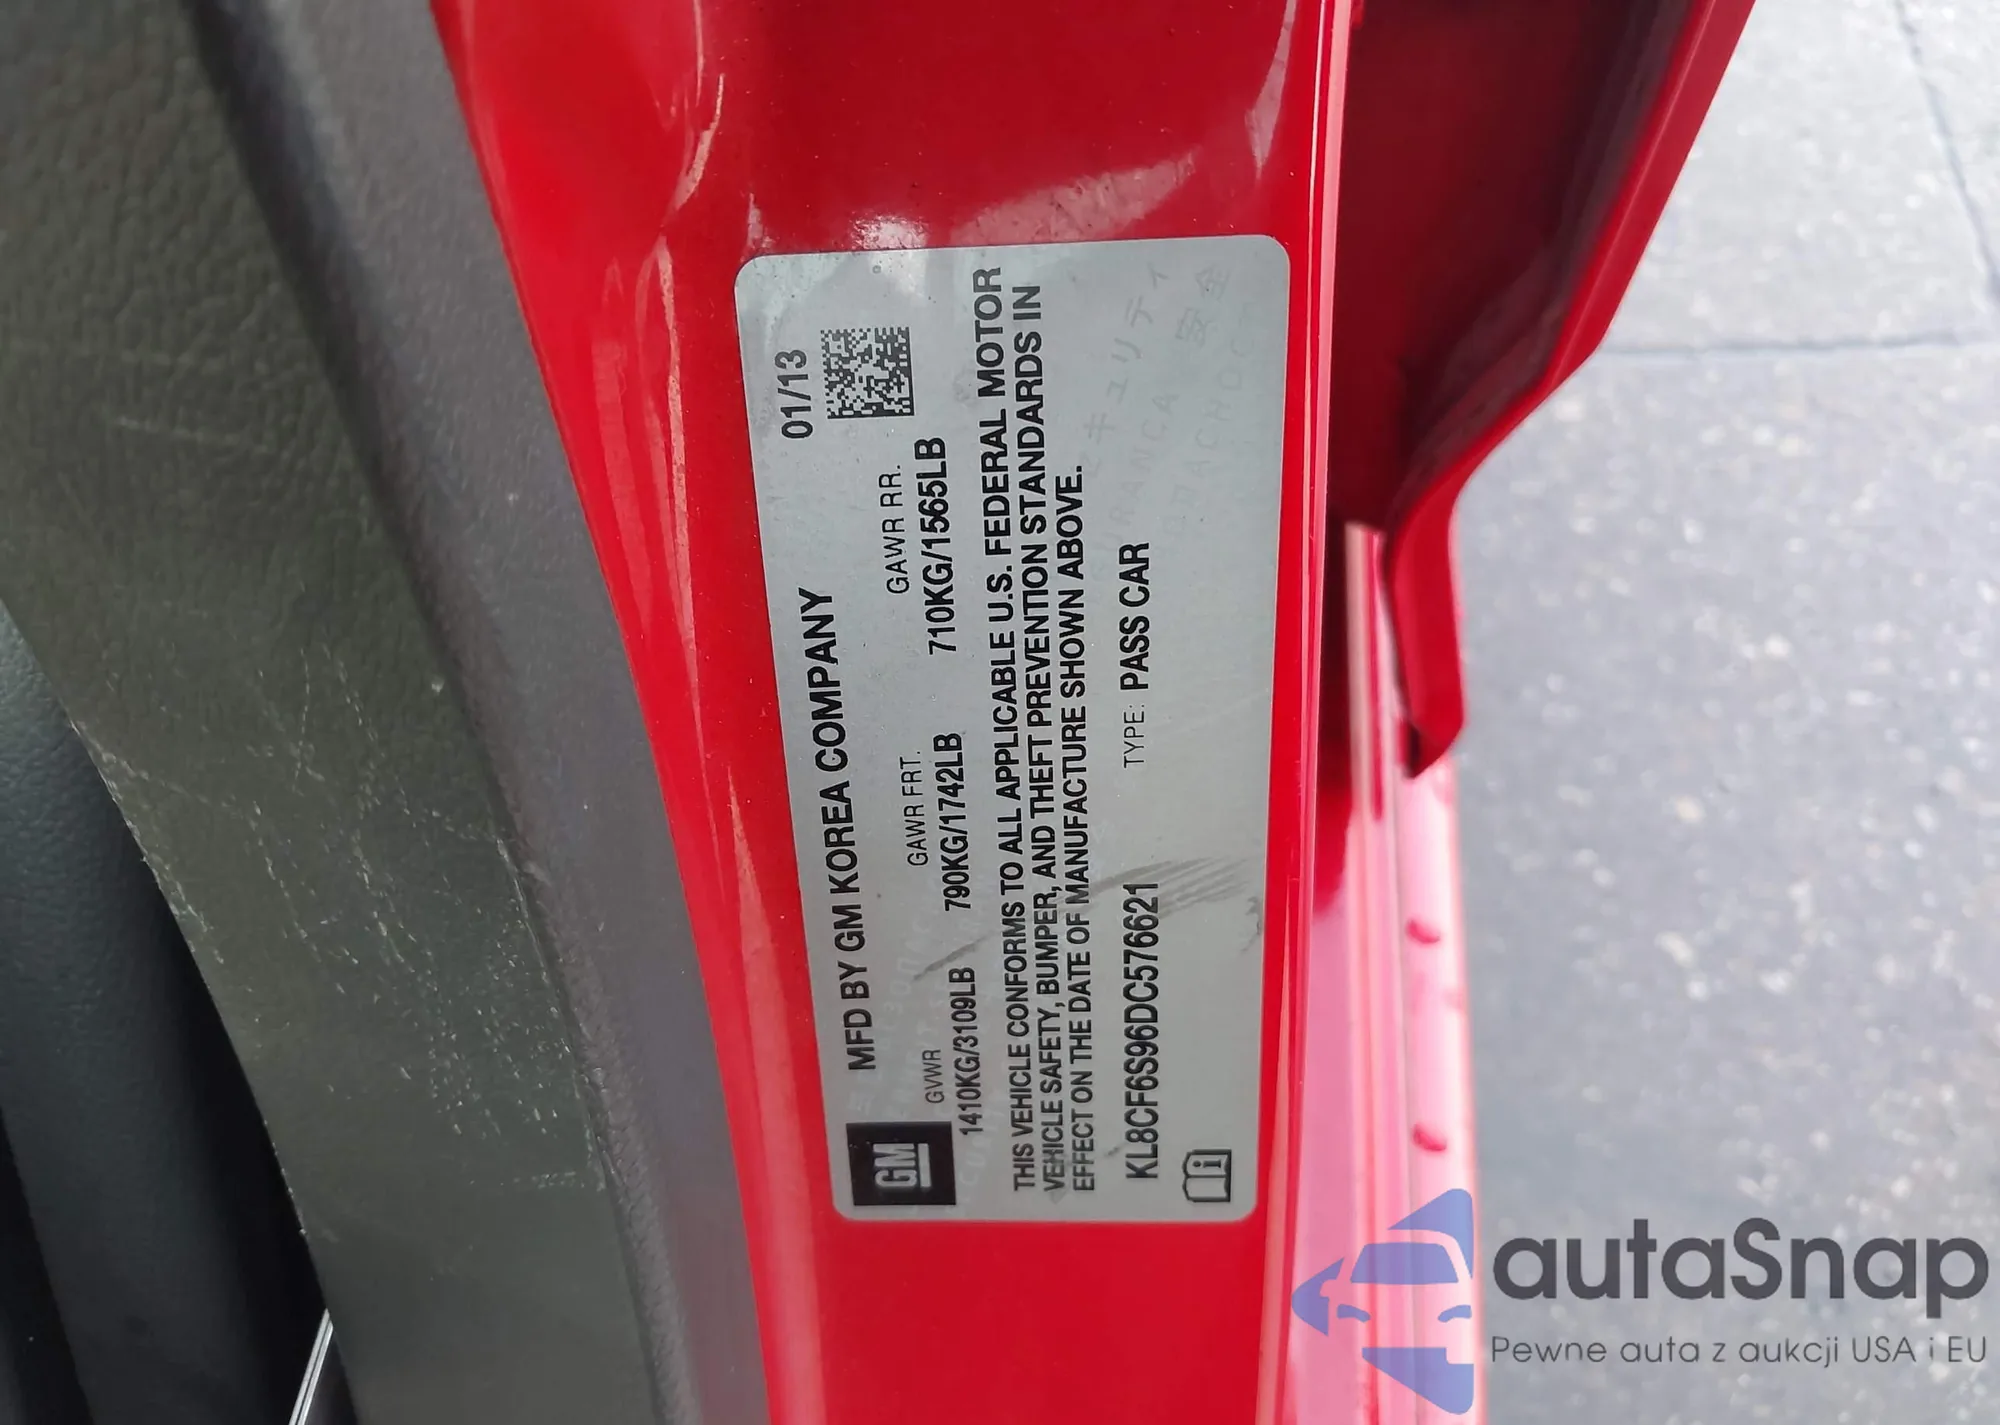 01/13
MFD BY GM KOREA COMPANY
GM
GVWR GAWR FRT. GAWR RR.
1410KG/3109LB 790KG/1742LB 710KG/1565LB
THIS VEHICLE CONFORMS TO ALL APPLICABLE U.S. FEDERAL MOTOR
VEHICLE SAFETY, BUMPER, AND THEFT PREVENTION STANDARDS IN
EFFECT ON THE DATE OF MANUFACTURE SHOWN ABOVE.
KL8CF6S96DC576621 TYPE: PASS CAR
autaSnap
Pewne auta z aukcji USA i EU